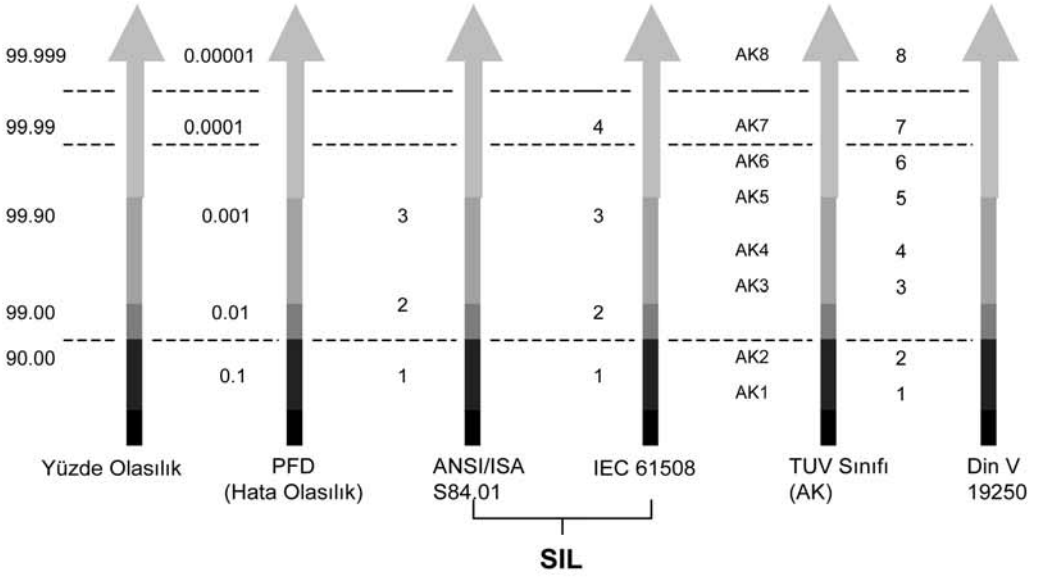 99.999 0.00001 AK8 8
99.99 0.0001 4 AK7 7
AK6 6
AK5 5
99.90 0.001 3 3
AK4 4
AK3 3
99.00 0.01 2 2
90.00 AK2 2
0.1 1 1
AK1 1
Yüzde Olasılık PFD ANSI/ISA IEC 61508 TUV Sınıfı Din V
(Hata Olasılık) S84.01 (AK) 19250
SIL